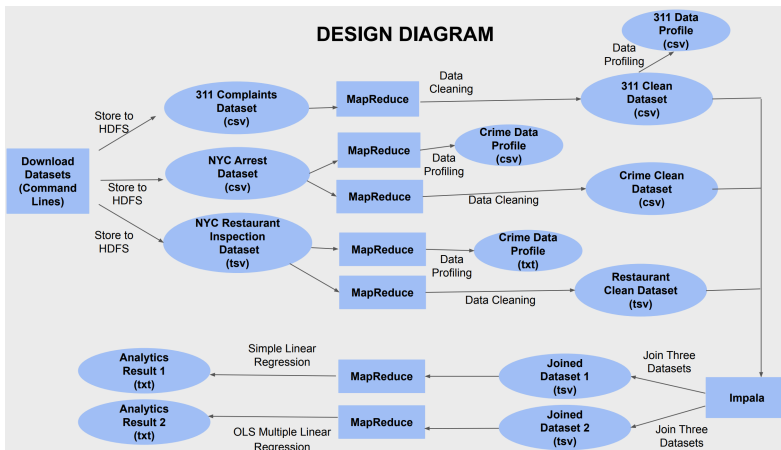 DESIGN DIAGRAM
311 Data
Profile
(csv)
Data
Profiling
Data
Cleaning
Store to
HDFS
311 Complaints
Dataset
(csv)
MapReduce
311 Clean
Dataset
(csv)
Download
Datasets
(Command
Lines)
Store to
HDFS
NYC Arrest
Dataset
(csv)
MapReduce
Data
Profiling
Crime Data
Profile
(csv)
MapReduce
Data Cleaning
Crime Clean
Dataset
(csv)
Store to
HDFS
NYC Restaurant
Inspection
Dataset
(tsv)
MapReduce
Data
Profiling
Crime Data
Profile
(txt)
MapReduce
Data Cleaning
Restaurant
Clean Dataset
(tsv)
Analytics
Result 1
(txt)
Simple Linear
Regression
MapReduce
Joined
Dataset 1
(tsv)
Join Three
Datasets
Impala
Analytics
Result 2
(txt)
OLS Multiple Linear
Regression
MapReduce
Joined
Dataset 2
(tsv)
Join Three
Datasets